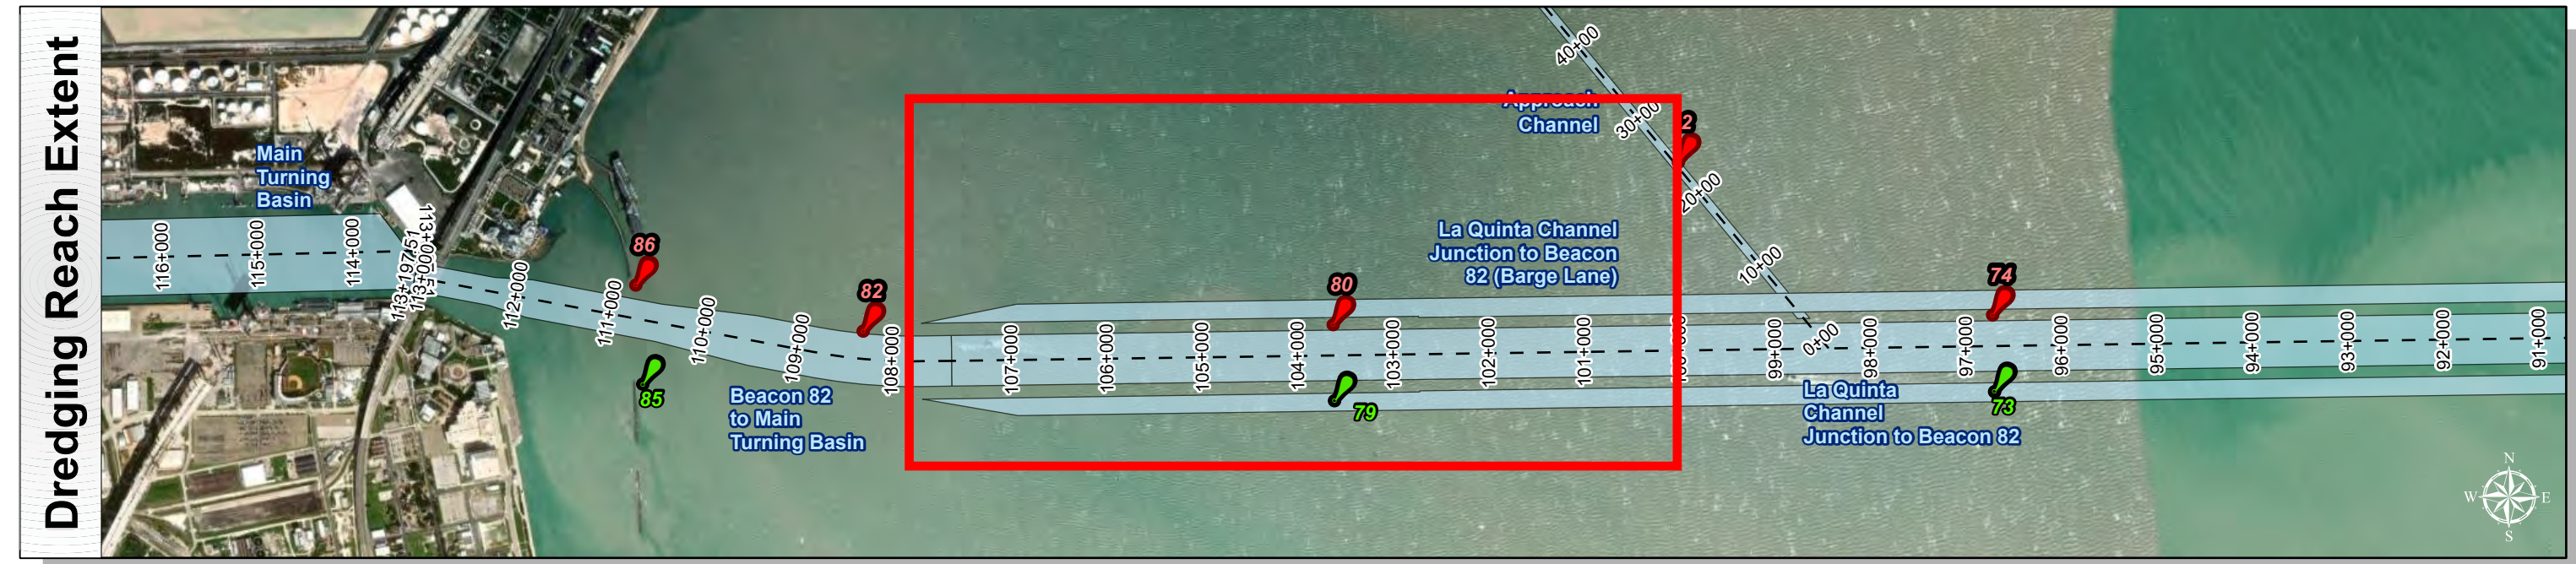 Dredging Reach Extent
40+00
Approach
Channel
30+00
2
20+00
10+00
0+00
Main
Turning
Basin
La Quinta Channel
Junction to Beacon
82 (Barge Lane)
86
82
80
74
116+000
115+000
114+000
113+197.51
113+000
112+000
111+000
110+000
109+000
108+000
107+000
106+000
105+000
104+000
103+000
102+000
101+000
99+000
98+000
97+000
96+000
95+000
94+000
93+000
92+000
91+000
85
79
73
Beacon 82
to Main
Turning Basin
La Quinta
Channel
Junction to Beacon 82
N
W
E
S